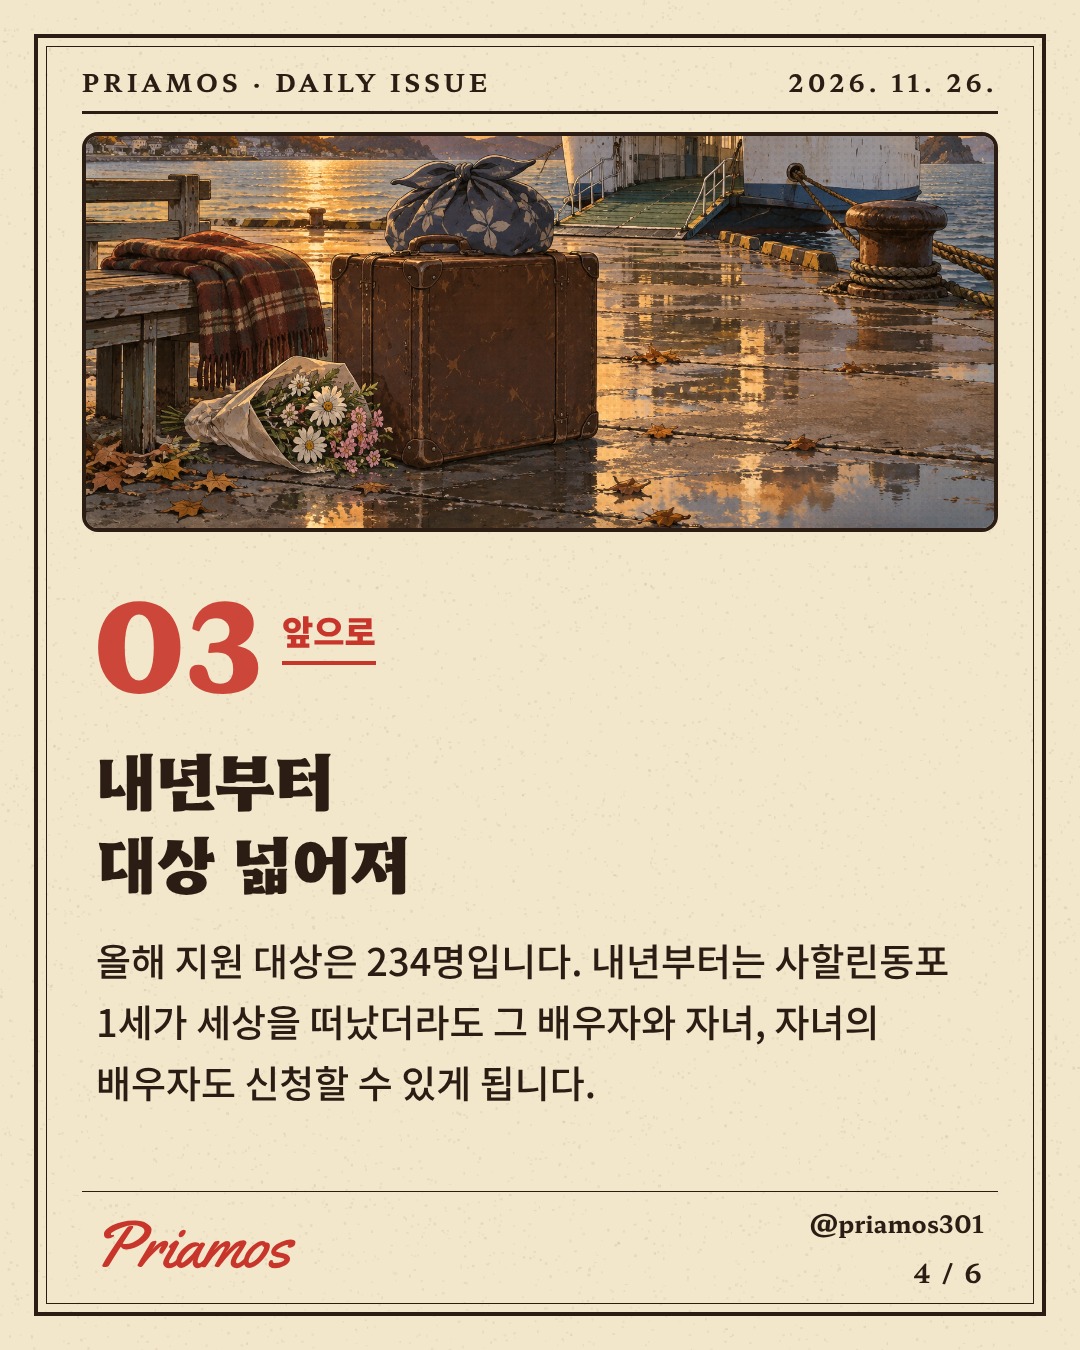 PRIAMOS · DAILY ISSUE
2026. 11. 26.
03
앞으로
내년부터
대상 넓어져
올해 지원 대상은 234명입니다. 내년부터는 사할린동포
1세가 세상을 떠났더라도 그 배우자와 자녀, 자녀의
배우자도 신청할 수 있게 됩니다.
Priamos
@priamos301
4 / 6